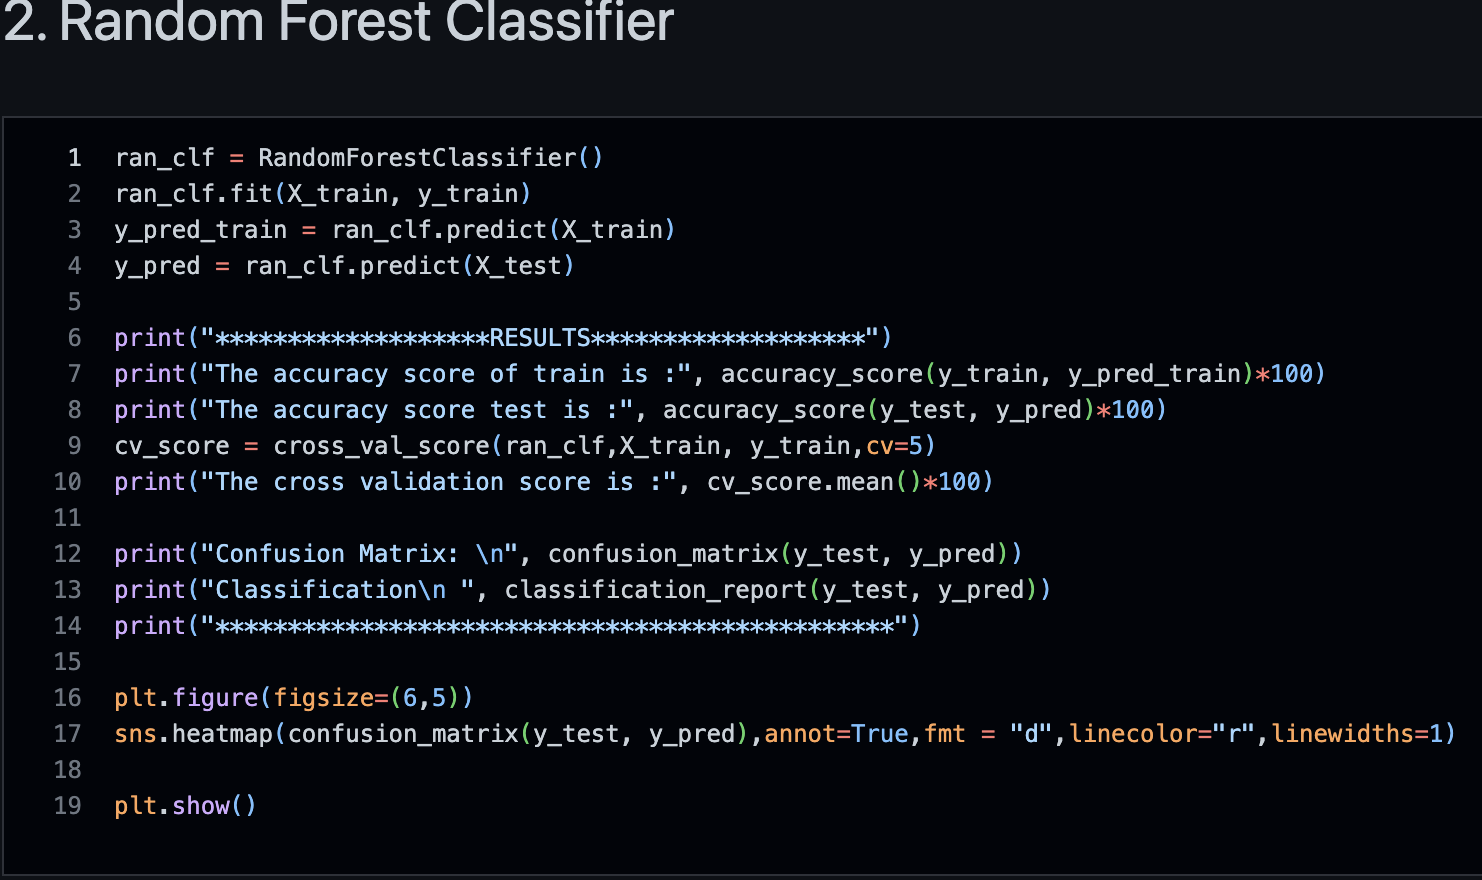 2. Random Forest Classifier
1 ran_clf = RandomForestClassifier()
2 ran_clf.fit(X_train, y_train)
3 y_pred_train = ran_clf.predict(X_train)
4 y_pred = ran_clf.predict(X_test)
5
6 print("*******************RESULTS*******************")
7 print("The accuracy score of train is :", accuracy_score(y_train, y_pred_train)*100)
8 print("The accuracy score test is :", accuracy_score(y_test, y_pred)*100)
9 cv_score = cross_val_score(ran_clf,X_train, y_train,cv=5)
10 print("The cross validation score is :", cv_score.mean()*100)
11
12 print("Confusion Matrix: \n", confusion_matrix(y_test, y_pred))
13 print("Classification\n ", classification_report(y_test, y_pred))
14 print("***********************************************")
15
16 plt.figure(figsize=(6,5))
17 sns.heatmap(confusion_matrix(y_test, y_pred),annot=True,fmt = "d",linecolor="r",linewidths=1)
18
19 plt.show()